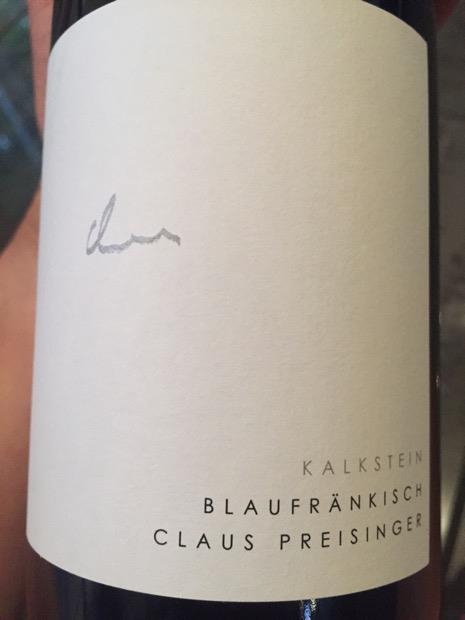 KALKSTEIN
BLAUFRÄNKISCH
CLAUS PREISINGER